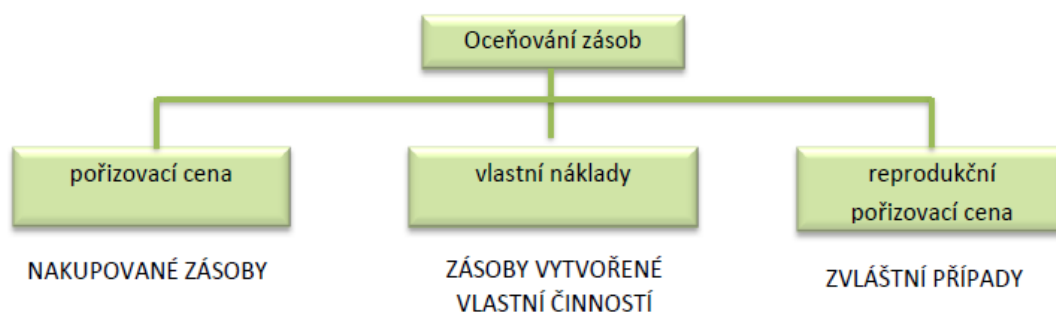 Oceňování zásob
pořizovací cena
vlastní náklady
reprodukční
pořizovací cena
NAKUPOVANÉ ZÁSOBY
ZÁSOBY VYTVOŘENÉ
VLASTNÍ ČINNOSTÍ
ZVLÁŠTNÍ PŘÍPADY